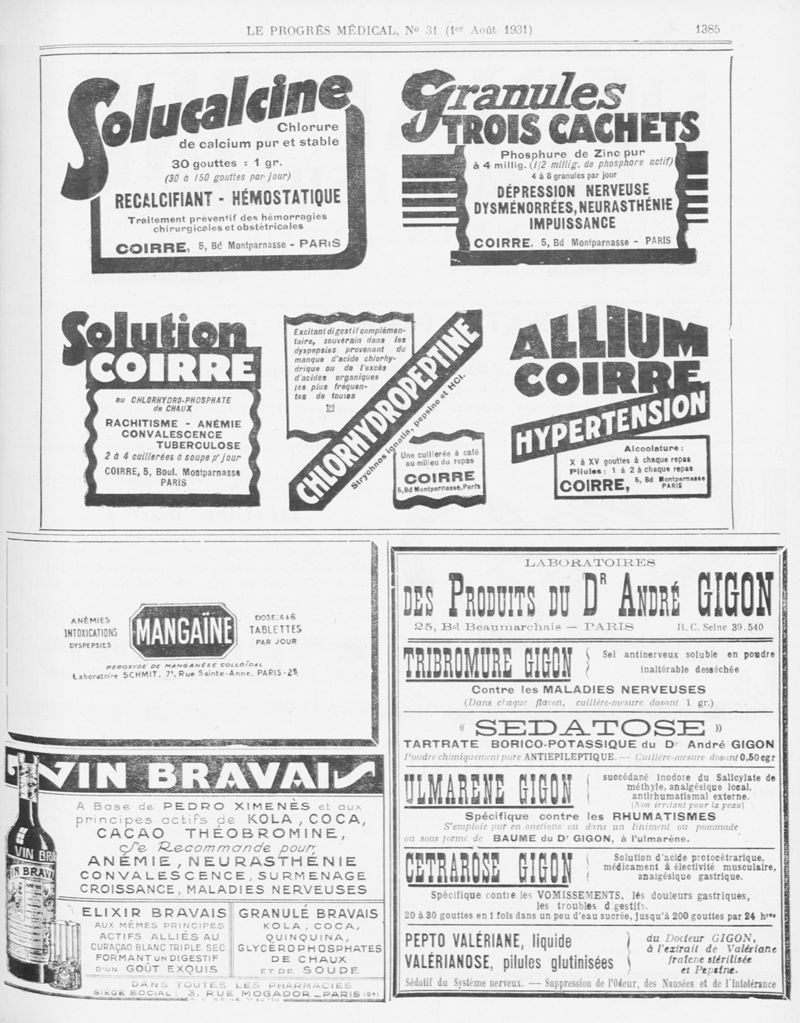 LE PROGRÈS MÉDICAL, No 31 (1er Août 1931)
1385
Solucalcine
Chlorure
de calcium pur et stable
30 gouttes = 1 gr.
(30 à 150 gouttes par jour)
RECALCIFIANT - HÉMOSTATIQUE
Traitement préventif des hémorragies
chirurgicales et obstétricales
COIRRE, 5, Bd Montparnasse - PARIS
Granules
TROIS CACHETS
Phosphure de Zinc pur
à 4 millig. (1/2 millig. de phosphore actif)
4 à 8 granules par jour
DÉPRESSION NERVEUSE
DYSMÉNORRÉES, NEURASTHÉNIE
IMPUISSANCE
COIRRE, 5, Bd Montparnasse - PARIS
Solution
COIRRE
au CHLORHYDRO-PHOSPHATE
de CHAUX
RACHITISME - ANÉMIE
CONVALESCENCE
TUBERCULOSE
2 à 4 cuillerées à soupe pr jour
COIRRE, 5, Boul. Montparnasse
PARIS
Excitant digestif complémen-
taire, souverain dans les
dyspepsies provenant du
manque d'acide chlorhy-
drique ou de l'excès
d'acides organiques
les plus fréquen-
tes de toutes
CHLORHYDROPEPTINE
Strychnos ignatia, pepsine et HCl.
Une cuillerée à café
au milieu du repas
COIRRE
5, Bd Montparnasse, Paris
ALLIUM
COIRRE
HYPERTENSION
Alcoolature :
X à XV gouttes à chaque repas
Pilules : 1 à 2 à chaque repas
COIRRE, 5, Bd Montparnasse
PARIS
ANÉMIES
INTOXICATIONS
DYSPEPSIES
MANGAÏNE
DOSE: 4 à 6
TABLETTES
PAR JOUR
PEROXYDE DE MANGANÈSE COLLOÏDAL
Laboratoire SCHMIT, 71, Rue Sainte-Anne, PARIS-2e
VIN BRAVAIS
A Base de PEDRO XIMENÈS et aux
principes actifs de KOLA, COCA,
CACAO THÉOBROMINE,
Se Recommande pour
ANÉMIE, NEURASTHÉNIE
CONVALESCENCE, SURMENAGE
CROISSANCE, MALADIES NERVEUSES
VIN BRA
VIN BRAVAIS
ELIXIR BRAVAIS
AUX MÊMES PRINCIPES
ACTIFS ALLIÉS AU
CURAÇAO BLANC TRIPLE SEC
FORMANT UN DIGESTIF
D'UN GOÛT EXQUIS
GRANULÉ BRAVAIS
KOLA, COCA,
QUINQUINA,
GLYCEROPHOSPHATES
DE CHAUX
ET DE SOUDE
DANS TOUTES LES PHARMACIES
SIÈGE SOCIAL : 3, RUE MOGADOR - PARIS
LABORATOIRES
DES PRODUITS DU DR ANDRÉ GIGON
25, Bd Beaumarchais — PARIS R. C. Seine 39.540
TRIBROMURE GIGON { Sel antinerveux soluble en poudre
inaltérable desséchée
Contre les MALADIES NERVEUSES
(Dans chaque flacon, cuillère-mesure dosant 1 gr.)
« SEDATOSE »
TARTRATE BORICO-POTASSIQUE du Dr André GIGON
Poudre chimiquement pure ANTIEPILEPTIQUE. — Cuillère-mesure dosant 0,50 cgr
ULMARENE GIGON { succédané inodore du Salicylate de
méthyle, analgésique local,
antirhumatismal externe.
(Non irritant pour la peau)
Spécifique contre les RHUMATISMES
S'emploie pur en onctions ou dans un liniment ou pommade
ou sous forme de BAUME du Dr GIGON, à l'ulmarène.
CETRAROSE GIGON { Solution d'acide protocétrarique,
médicament à électivité musculaire,
analgésique gastrique.
Spécifique contre les VOMISSEMENTS, les douleurs gastriques,
les troubles digestifs.
20 à 30 gouttes en 1 fois dans un peu d'eau sucrée, jusqu'à 200 gouttes par 24 hres
PEPTO VALÉRIANE, liquide
VALÉRIANOSE, pilules glutinisées
} du Docteur GIGON,
à l'extrait de Valériane
fraîche stérilisée
et Pepsine.
Sédatif du Système nerveux. — Suppression de l'Odeur, des Nausées et de l'Intolérance